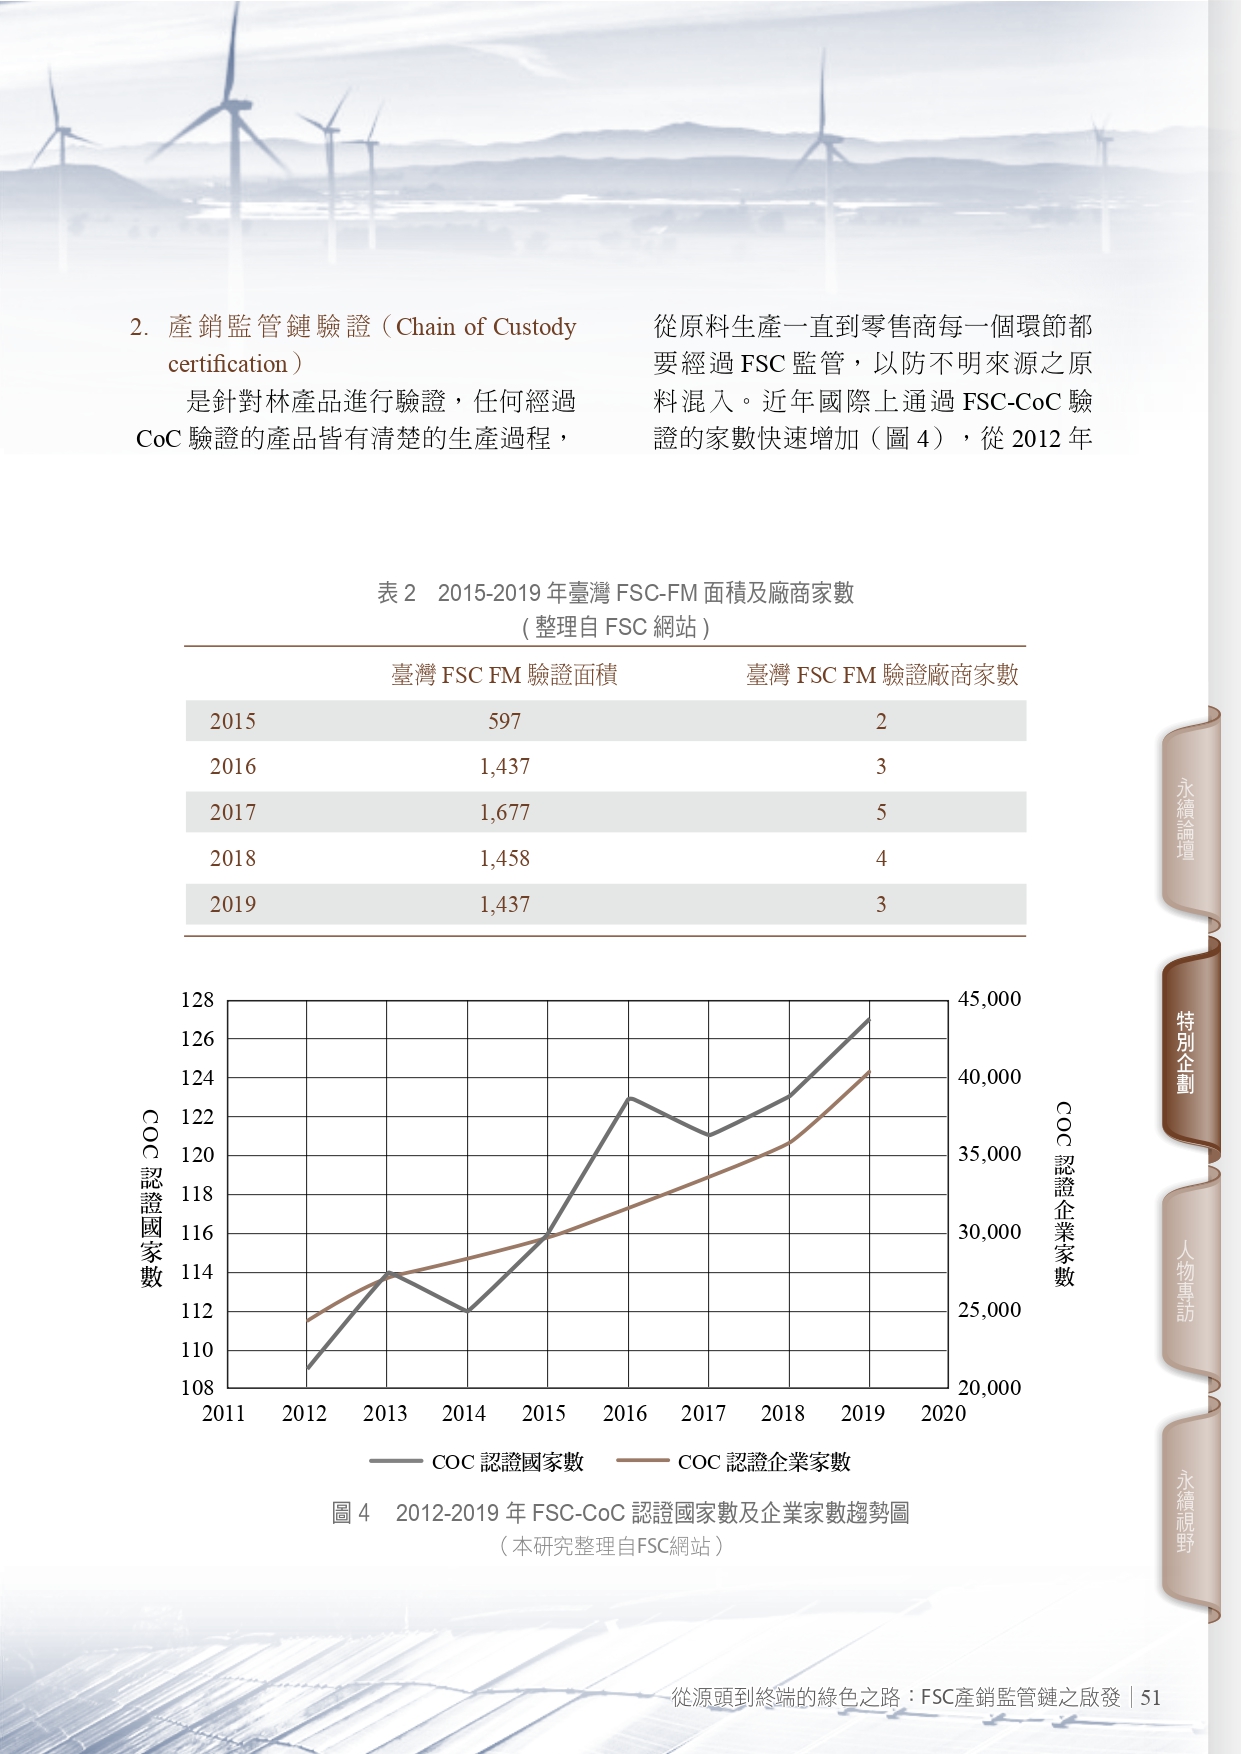 2. 產銷監管鏈驗證（Chain of Custody
certification）
是針對林產品進行驗證，任何經過
CoC 驗證的產品皆有清楚的生產過程，
從原料生產一直到零售商每一個環節都
要經過 FSC 監管，以防不明來源之原
料混入。近年國際上通過 FSC-CoC 驗
證的家數快速增加（圖 4），從 2012 年
表 2 2015-2019 年臺灣 FSC-FM 面積及廠商家數
( 整理自 FSC 網站 )
臺灣 FSC FM 驗證面積 臺灣 FSC FM 驗證廠商家數
2015 597 2
2016 1,437 3
2017 1,677 5
2018 1,458 4
2019 1,437 3
COC 認證國家數
128
126
124
122
120
118
116
114
112
110
108
45,000
40,000
35,000
30,000
25,000
20,000
COC 認證企業家數
2011 2012 2013 2014 2015 2016 2017 2018 2019 2020
COC 認證國家數 COC 認證企業家數
圖 4 2012-2019 年 FSC-CoC 認證國家數及企業家數趨勢圖
（本研究整理自FSC網站）
永續論壇
特別企劃
人物專訪
永續視野
從源頭到終端的綠色之路：FSC產銷監管鏈之啟發│51